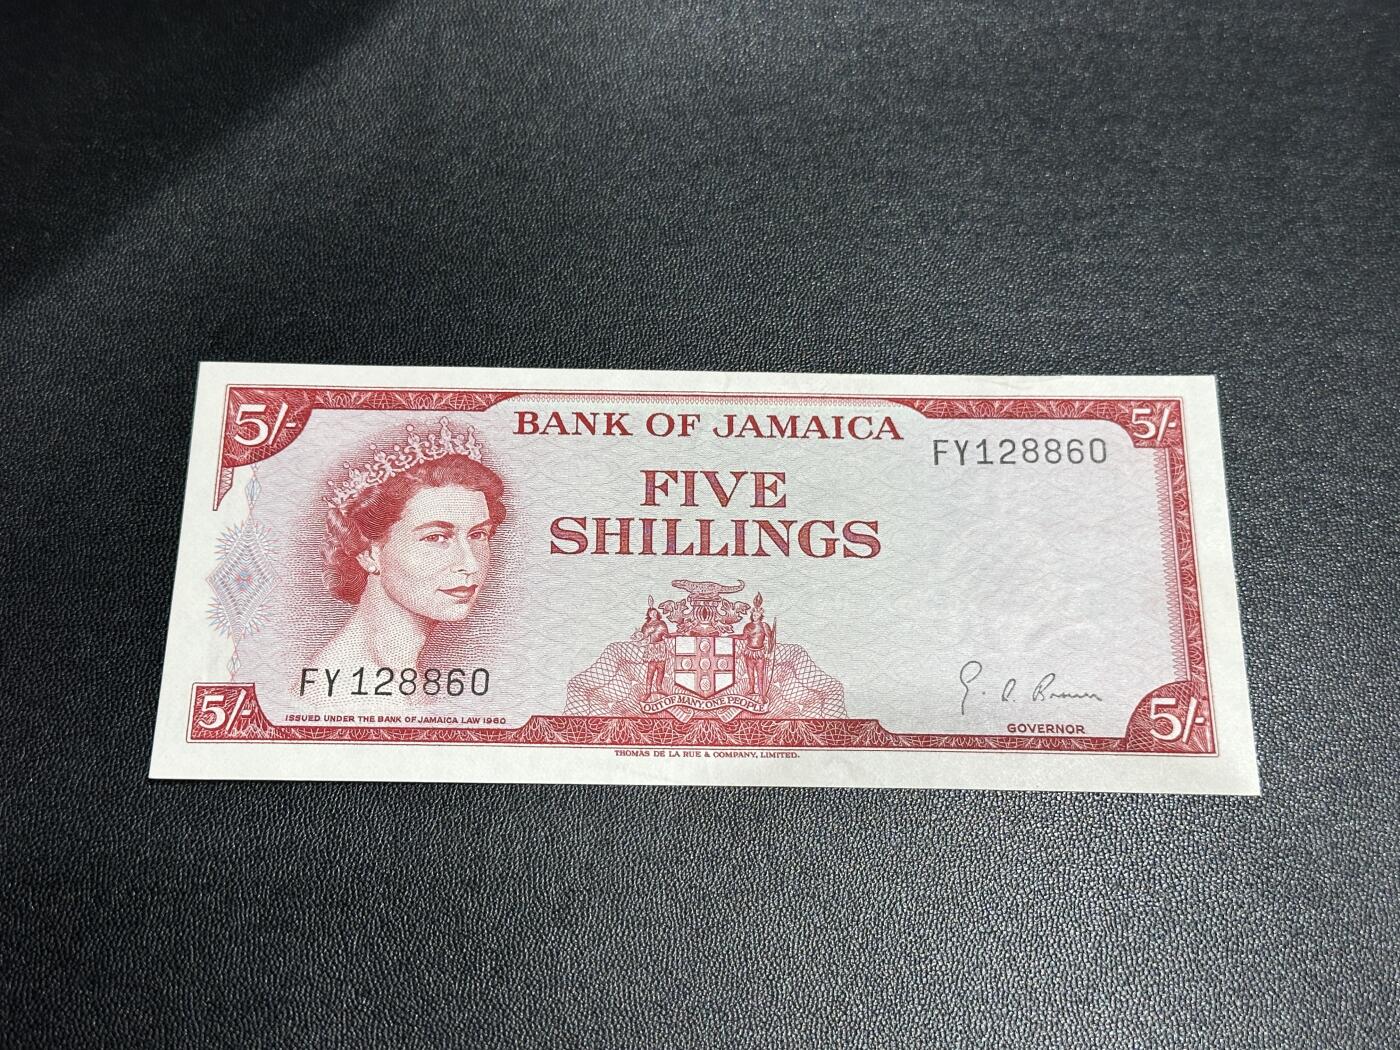 5/-
BANK OF JAMAICA
5/-
FY128860
FIVE
SHILLINGS
FY128860
OUT OF MANY, ONE PEOPLE
5/-
ISSUED UNDER THE BANK OF JAMAICA LAW 1960
GOVERNOR
5/-
THOMAS DE LA RUE & COMPANY, LIMITED.